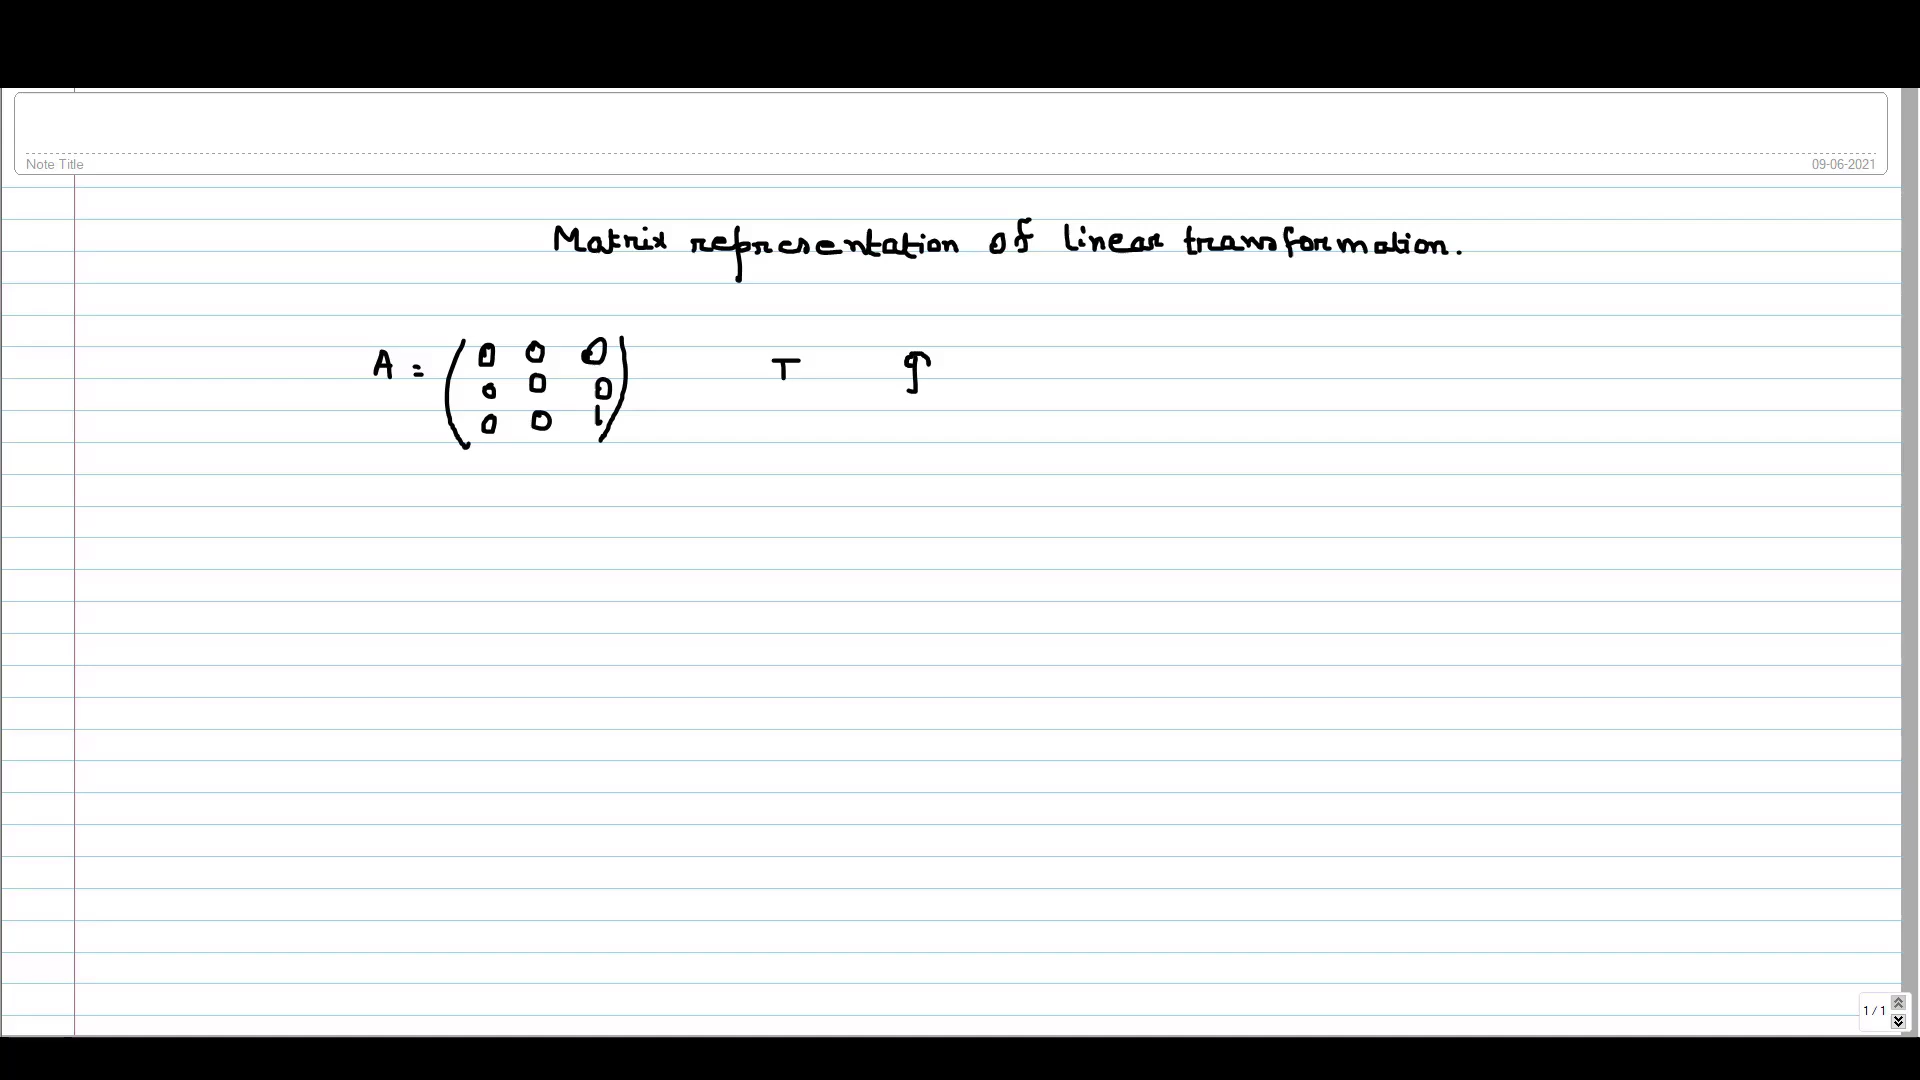 Note Title
09-06-2021
Matrix representation of linear transformation.
A = ( 0 0 0 T
0 0 0
0 0 1 )
1 / 1